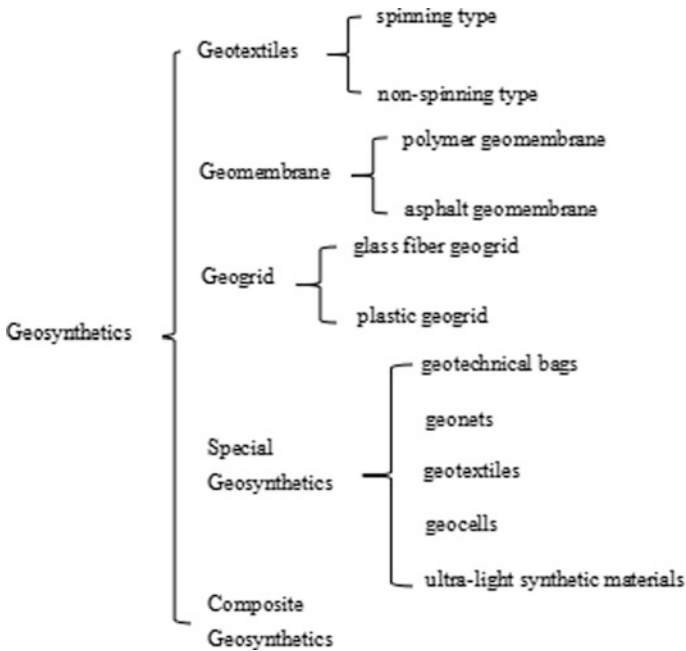 spinning type
Geotextiles
non-spinning type
polymer geomembrane
Geomembrane
asphalt geomembrane
glass fiber geogrid
Geogrid
plastic geogrid
Geosynthetics
geotechnical bags
geonets
Special
Geosynthetics
geotextiles
geocells
ultra-light synthetic materials
Composite
Geosynthetics